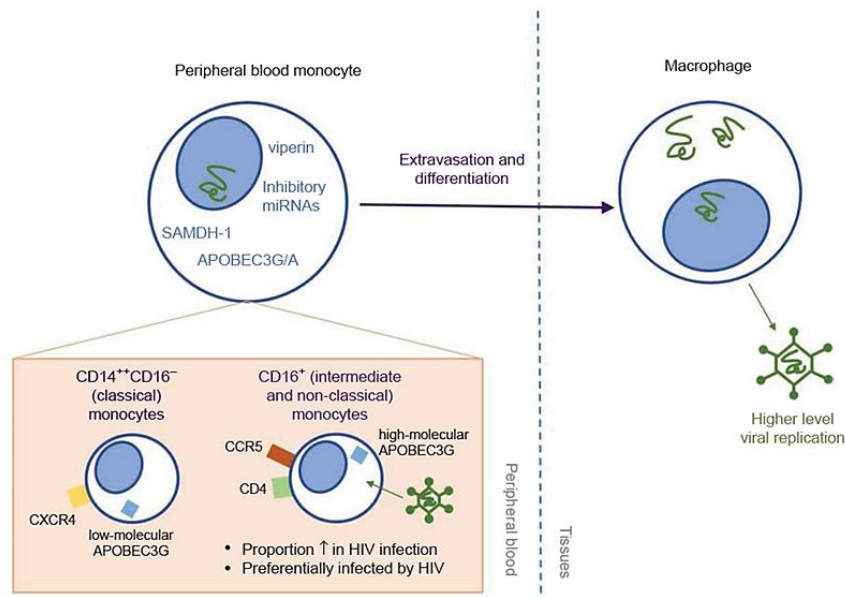 Peripheral blood monocyte
Macrophage
viperin
Inhibitory
miRNAs
SAMDH-1
APOBEC3G/A
Extravasation and
differentiation
Higher level
viral replication
CD14⁺⁺CD16⁻
(classical)
monocytes
CXCR4
low-molecular
APOBEC3G
CD16⁺ (intermediate
and non-classical)
monocytes
CCR5
CD4
high-molecular
APOBEC3G
• Proportion ↑ in HIV infection
• Preferentially infected by HIV
Peripheral blood
Tissues